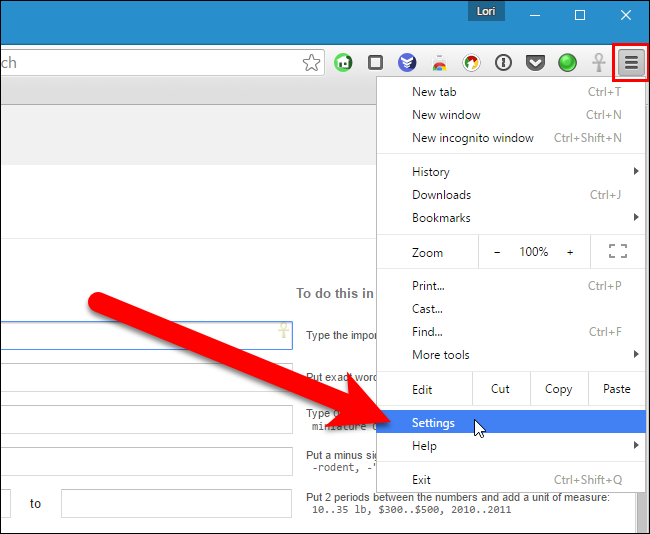 Lori
ch
New tab Ctrl+T
New window Ctrl+N
New incognito window Ctrl+Shift+N
History
Downloads Ctrl+J
Bookmarks
Zoom − 100% +
Print... Ctrl+P
Cast...
Find... Ctrl+F
More tools
Edit Cut Copy Paste
Settings
Help
Exit Ctrl+Shift+Q
To do this in
Type the impor
Put exact word
Type
miniature
Put a minus sig
-rodent, -"
to
Put 2 periods between the numbers and add a unit of measure:
10..35 lb, $300..$500, 2010..2011